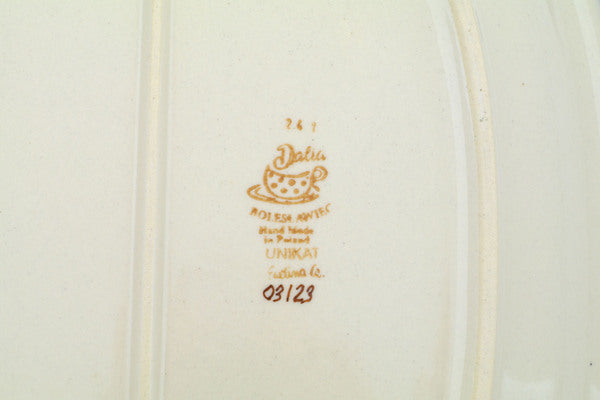 Dalia
BOLESŁAWIEC
Hand Made
in Poland
UNIKAT
03/23